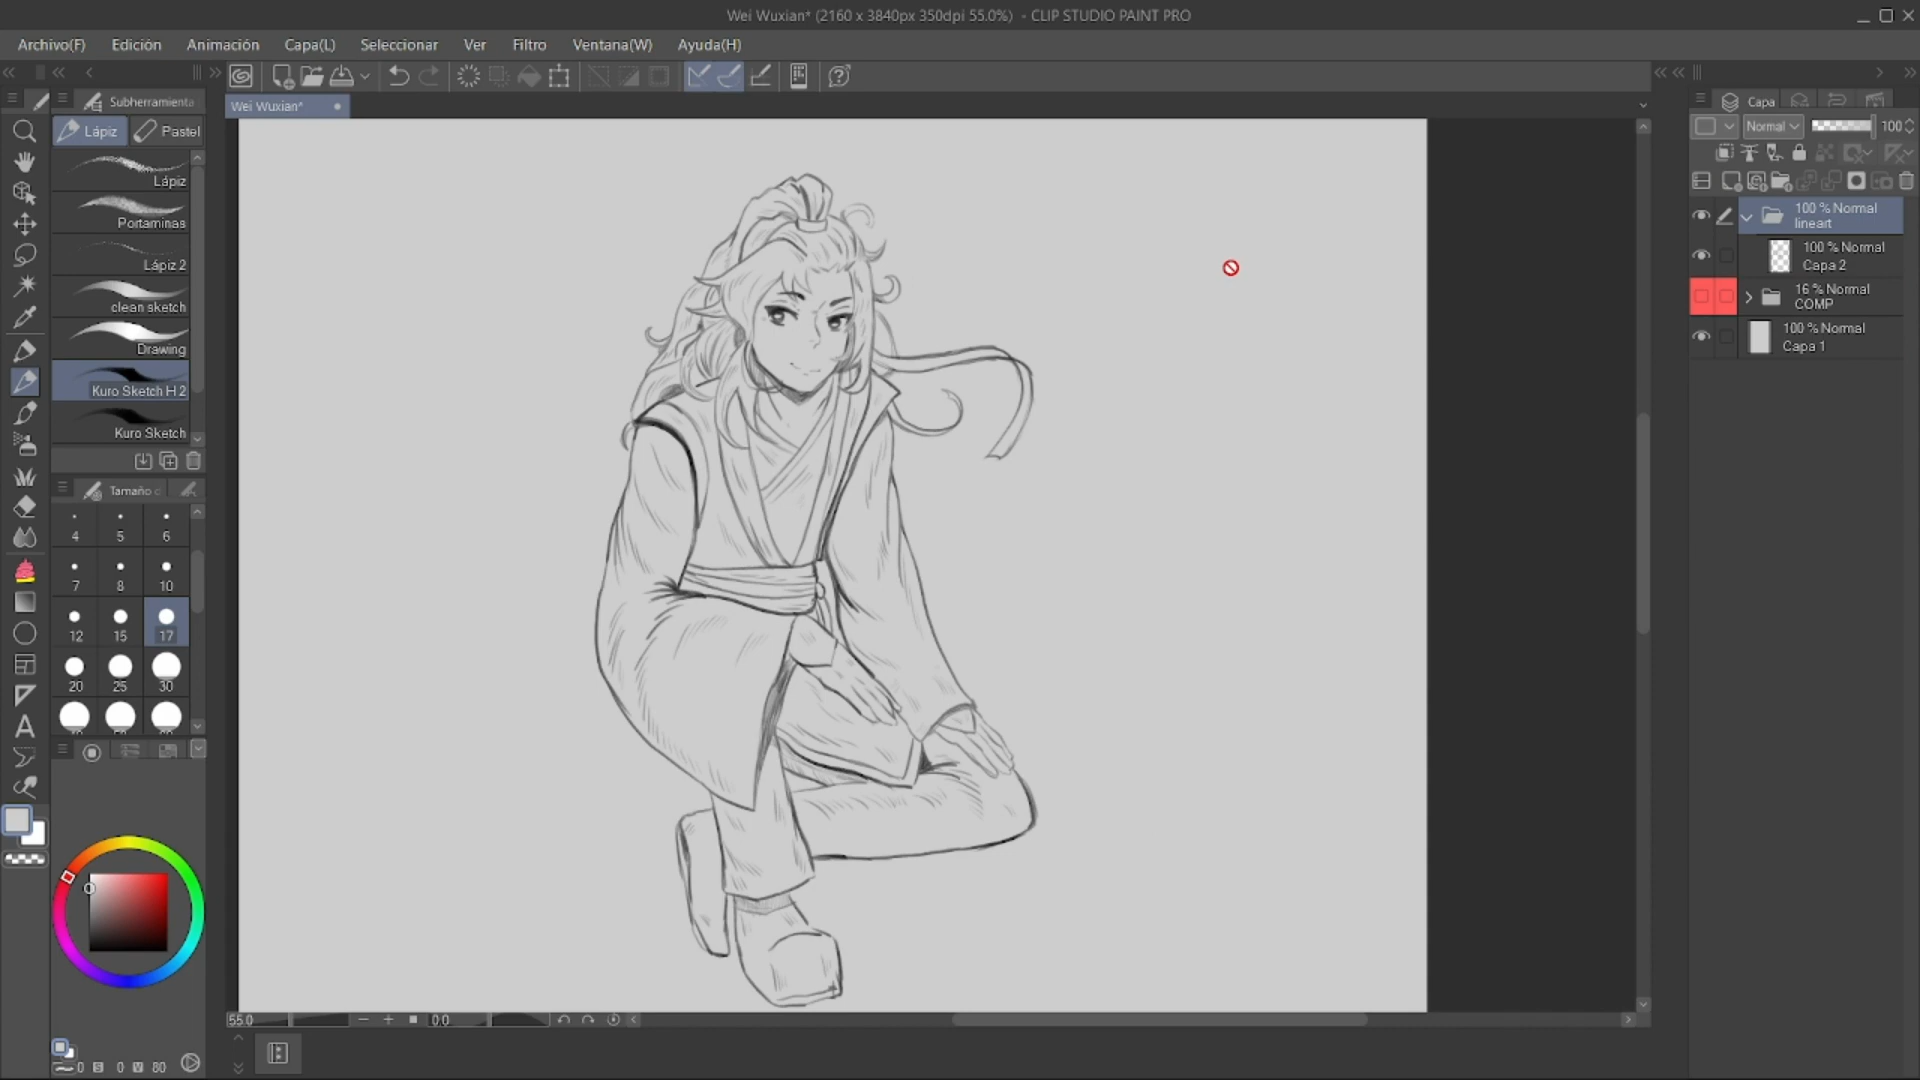 Wei Wuxian* (2160 x 3840px 350dpi 55.0%) - CLIP STUDIO PAINT PRO
Archivo(F) Edición Animación Capa(L) Seleccionar Ver Filtro Ventana(W) Ayuda(H)
Subherramienta
Wei Wuxian*
Capa
Lápiz Pastel
Normal 100
Lápiz
Portaminas
Lápiz 2
clean sketch
Drawing
Kuro Sketch H 2
Kuro Sketch
100 % Normal
lineart
100 % Normal
Capa 2
16 % Normal
COMP
100 % Normal
Capa 1
Tamaño
4 5 6
7 8 10
12 15 17
20 25 30
55.0 0.0
0 S 0 V 80